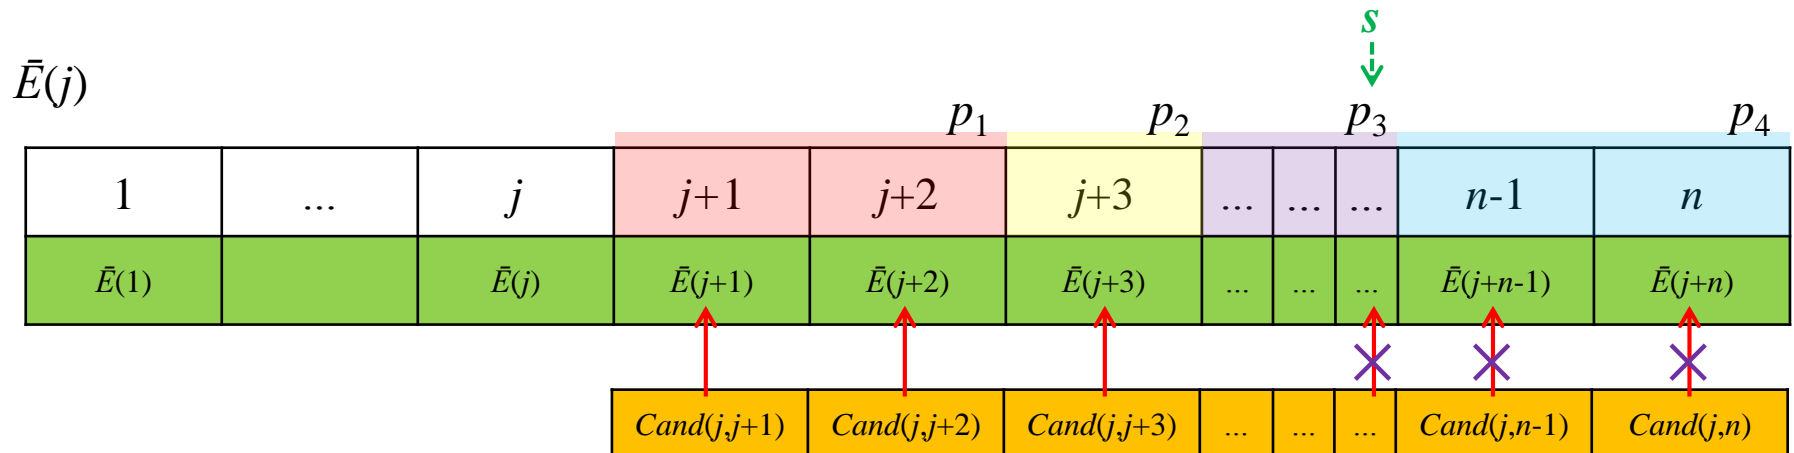 s
Ē(j)
p₁ p₂ p₃ p₄
1 ... j j+1 j+2 j+3 ... ... ... n-1 n
Ē(1) Ē(j) Ē(j+1) Ē(j+2) Ē(j+3) ... ... ... Ē(j+n-1) Ē(j+n)
Cand(j,j+1) Cand(j,j+2) Cand(j,j+3) ... ... ... Cand(j,n-1) Cand(j,n)